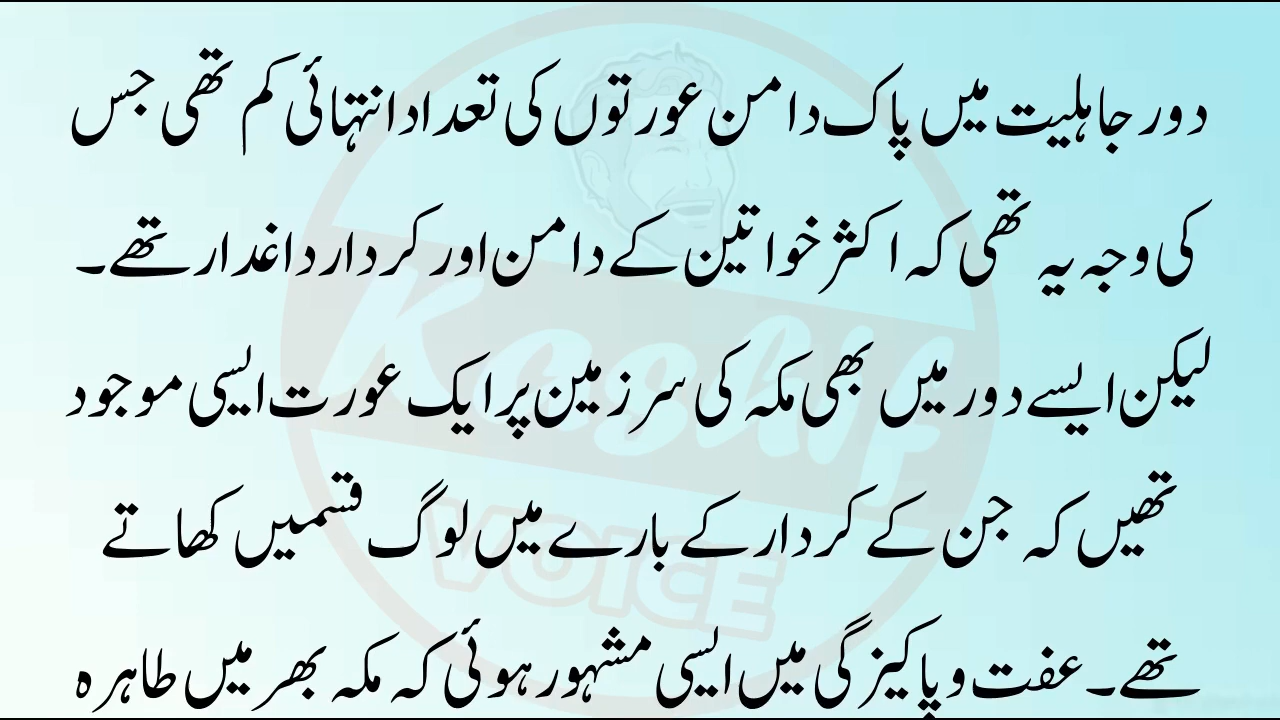 دور جاہلیت میں پاک دامن عورتوں کی تعداد انتہائی کم تھی جس
کی وجہ یہ تھی کہ اکثر خواتین کے دامن اور کردار داغدار تھے۔
لیکن ایسے دور میں بھی مکہ کی سرزمین پر ایک عورت ایسی موجود
تھیں کہ جن کے کردار کے بارے میں لوگ قسمیں کھاتے
تھے۔ عفت و پاکیزگی میں ایسی مشہور ہوئی کہ مکہ بھر میں طاہرہ
Kashif
VOICE